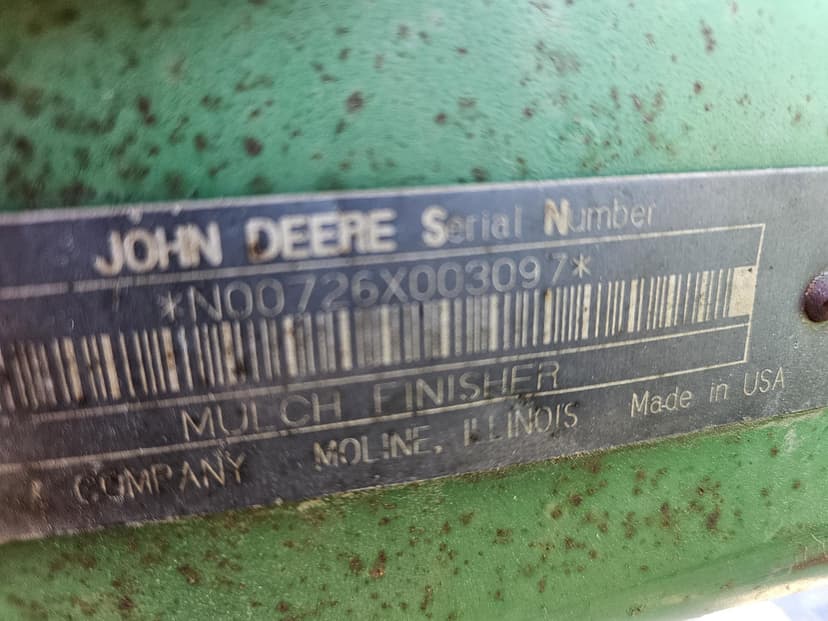 JOHN DEERE Serial Number
*N00726X003097*
MULCH FINISHER
& COMPANY MOLINE, ILLINOIS Made in USA